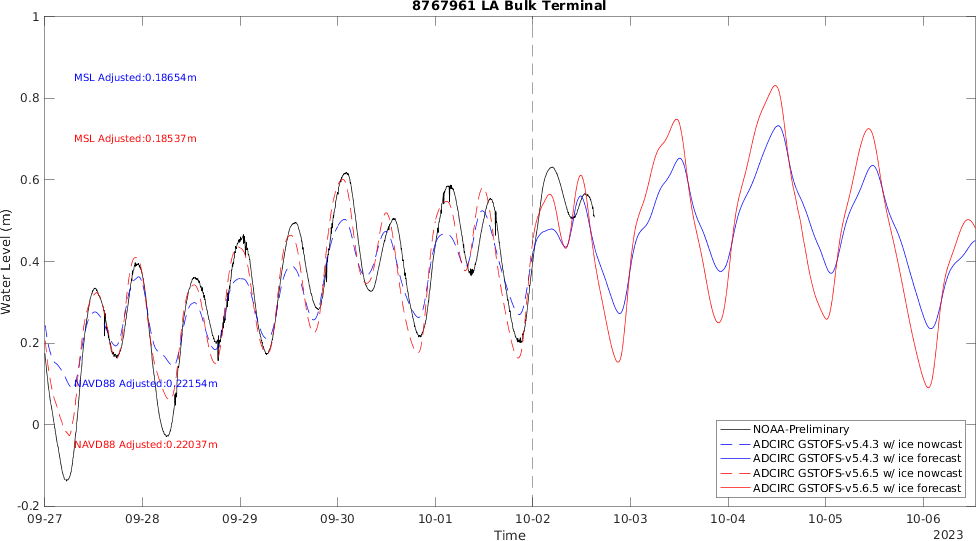 8767961 LA Bulk Terminal
1
0.8
0.6
0.4
0.2
0
-0.2
Water Level (m)
MSL Adjusted:0.18654m
MSL Adjusted:0.18537m
NAVD88 Adjusted:0.22154m
NAVD88 Adjusted:0.22037m
NOAA-Preliminary
ADCIRC GSTOFS-v5.4.3 w/ ice nowcast
ADCIRC GSTOFS-v5.4.3 w/ ice forecast
ADCIRC GSTOFS-v5.6.5 w/ ice nowcast
ADCIRC GSTOFS-v5.6.5 w/ ice forecast
09-27 09-28 09-29 09-30 10-01 10-02 10-03 10-04 10-05 10-06
Time
2023